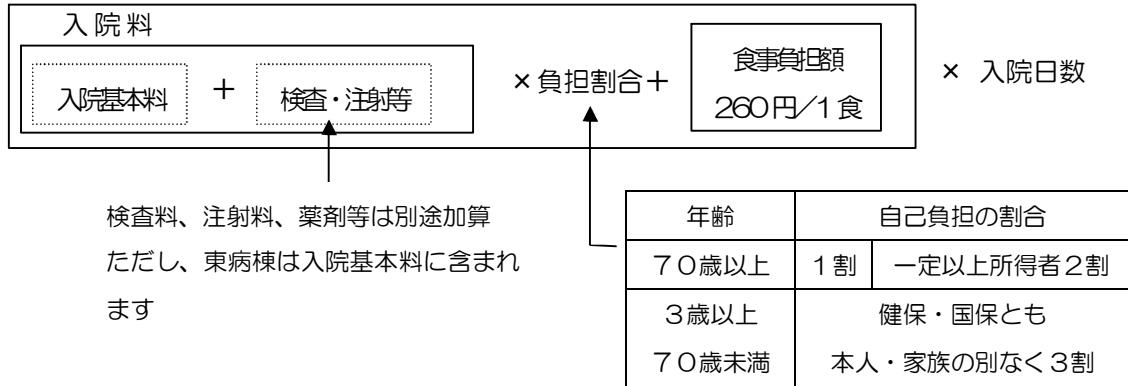 入院料
入院基本料 + 検査・注射等 ×負担割合+ 食事負担額 260円/1食 × 入院日数
検査料、注射料、薬剤等は別途加算
ただし、東病棟は入院基本料に含まれ
ます
年齢 自己負担の割合
70歳以上 1割 一定以上所得者2割
3歳以上 健保・国保とも
70歳未満 本人・家族の別なく3割